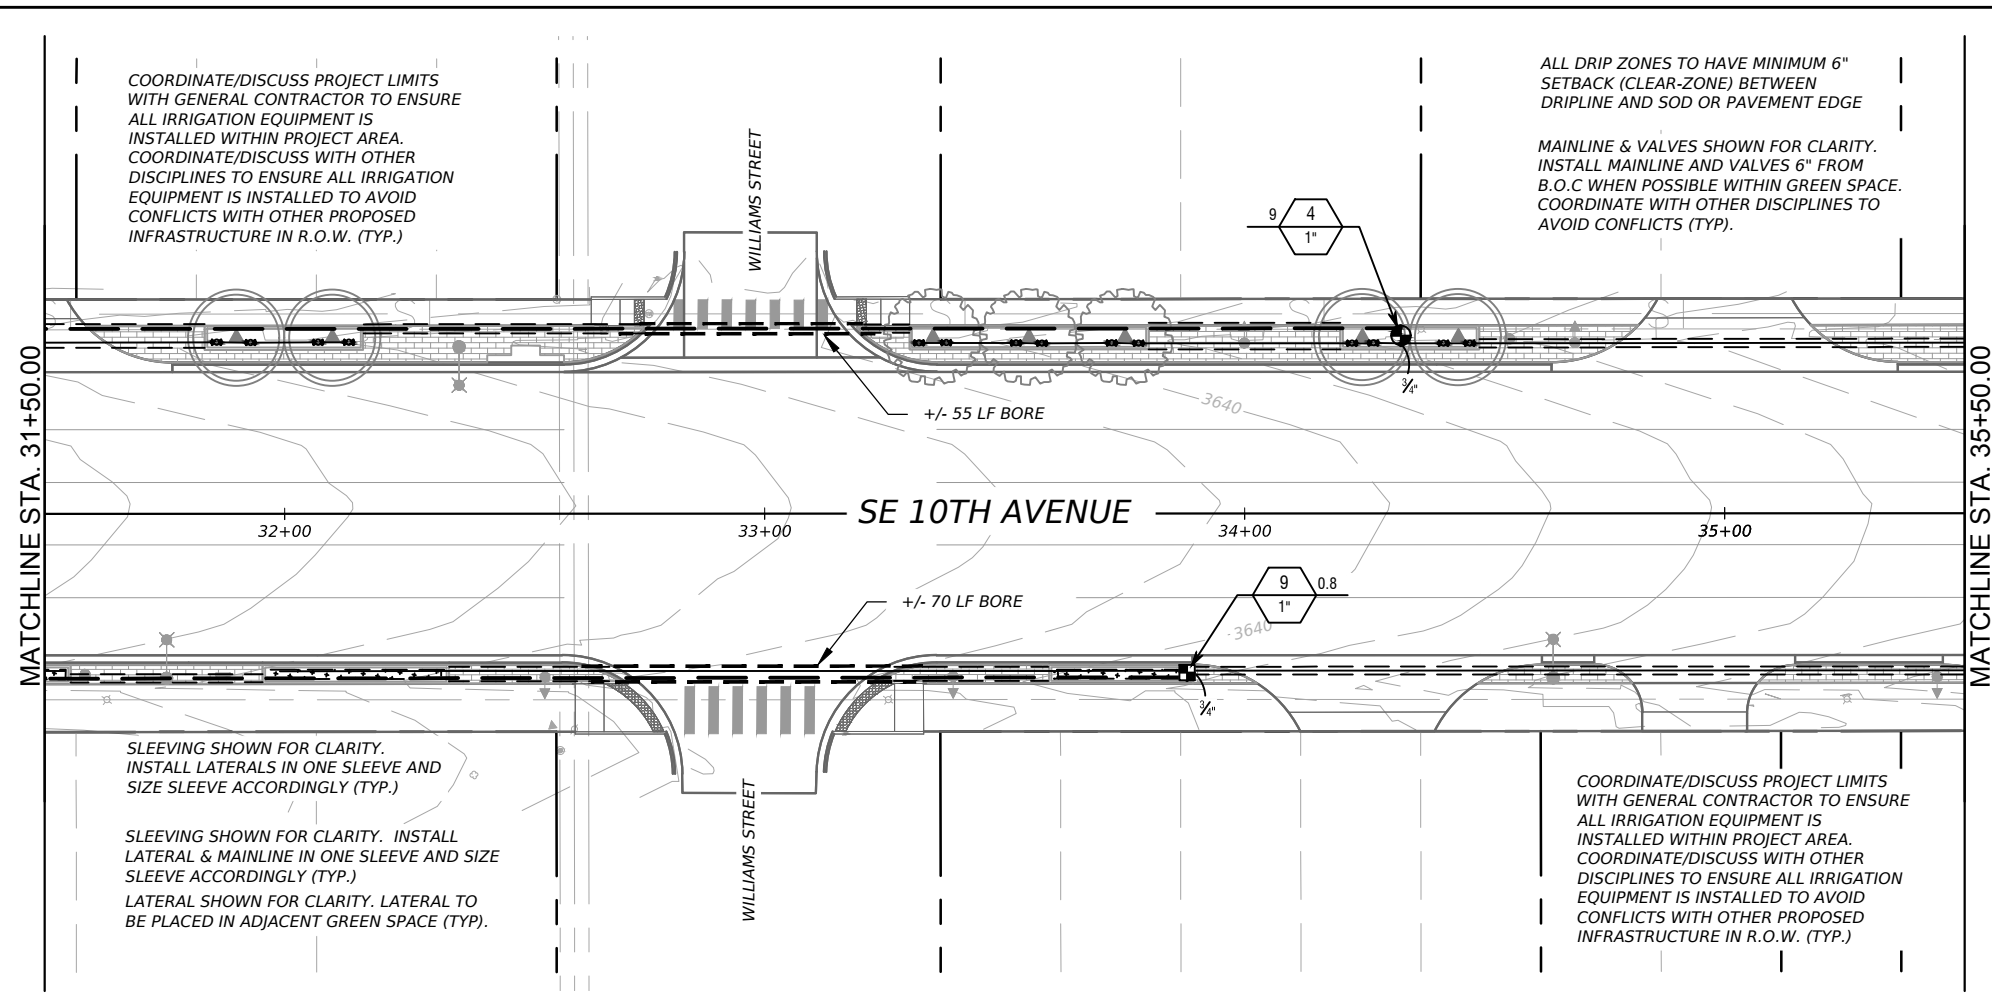 COORDINATE/DISCUSS PROJECT LIMITS
WITH GENERAL CONTRACTOR TO ENSURE
ALL IRRIGATION EQUIPMENT IS
INSTALLED WITHIN PROJECT AREA.
COORDINATE/DISCUSS WITH OTHER
DISCIPLINES TO ENSURE ALL IRRIGATION
EQUIPMENT IS INSTALLED TO AVOID
CONFLICTS WITH OTHER PROPOSED
INFRASTRUCTURE IN R.O.W. (TYP.)
WILLIAMS STREET
ALL DRIP ZONES TO HAVE MINIMUM 6"
SETBACK (CLEAR-ZONE) BETWEEN
DRIPLINE AND SOD OR PAVEMENT EDGE
MAINLINE & VALVES SHOWN FOR CLARITY.
INSTALL MAINLINE AND VALVES 6" FROM
B.O.C WHEN POSSIBLE WITHIN GREEN SPACE.
COORDINATE WITH OTHER DISCIPLINES TO
AVOID CONFLICTS (TYP).
9
4
1"
3/4"
+/- 55 LF BORE
3640
MATCHLINE STA. 31+50.00
SE 10TH AVENUE
32+00
33+00
34+00
35+00
MATCHLINE STA. 35+50.00
+/- 70 LF BORE
9
0.8
1"
3640
3/4"
SLEEVING SHOWN FOR CLARITY.
INSTALL LATERALS IN ONE SLEEVE AND
SIZE SLEEVE ACCORDINGLY (TYP.)
SLEEVING SHOWN FOR CLARITY.  INSTALL
LATERAL & MAINLINE IN ONE SLEEVE AND SIZE
SLEEVE ACCORDINGLY (TYP.)
LATERAL SHOWN FOR CLARITY. LATERAL TO
BE PLACED IN ADJACENT GREEN SPACE (TYP).
WILLIAMS STREET
COORDINATE/DISCUSS PROJECT LIMITS
WITH GENERAL CONTRACTOR TO ENSURE
ALL IRRIGATION EQUIPMENT IS
INSTALLED WITHIN PROJECT AREA.
COORDINATE/DISCUSS WITH OTHER
DISCIPLINES TO ENSURE ALL IRRIGATION
EQUIPMENT IS INSTALLED TO AVOID
CONFLICTS WITH OTHER PROPOSED
INFRASTRUCTURE IN R.O.W. (TYP.)